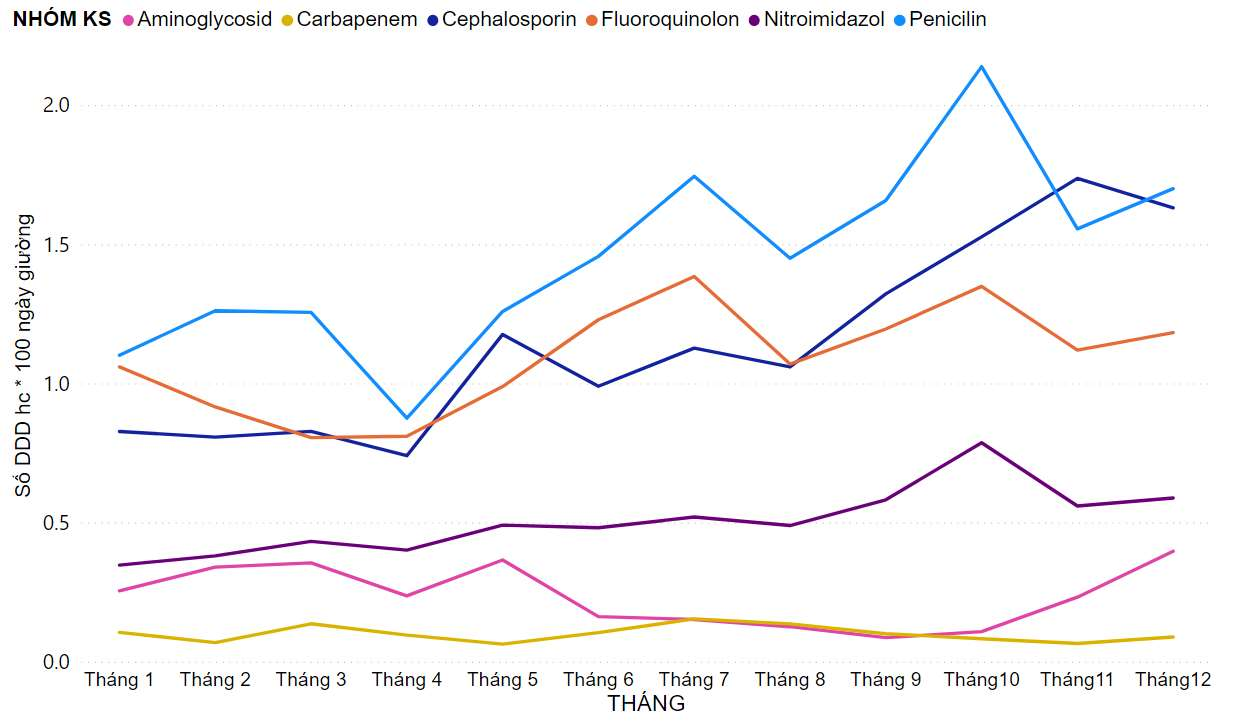 NHÓM KS Aminoglycosid Carbapenem Cephalosporin Fluoroquinolon Nitroimidazol Penicilin
Số DDD hc * 100 ngày giường
2.0
1.5
1.0
0.5
0.0
Tháng 1 Tháng 2 Tháng 3 Tháng 4 Tháng 5 Tháng 6 Tháng 7 Tháng 8 Tháng 9 Tháng10 Tháng11 Tháng12
THÁNG